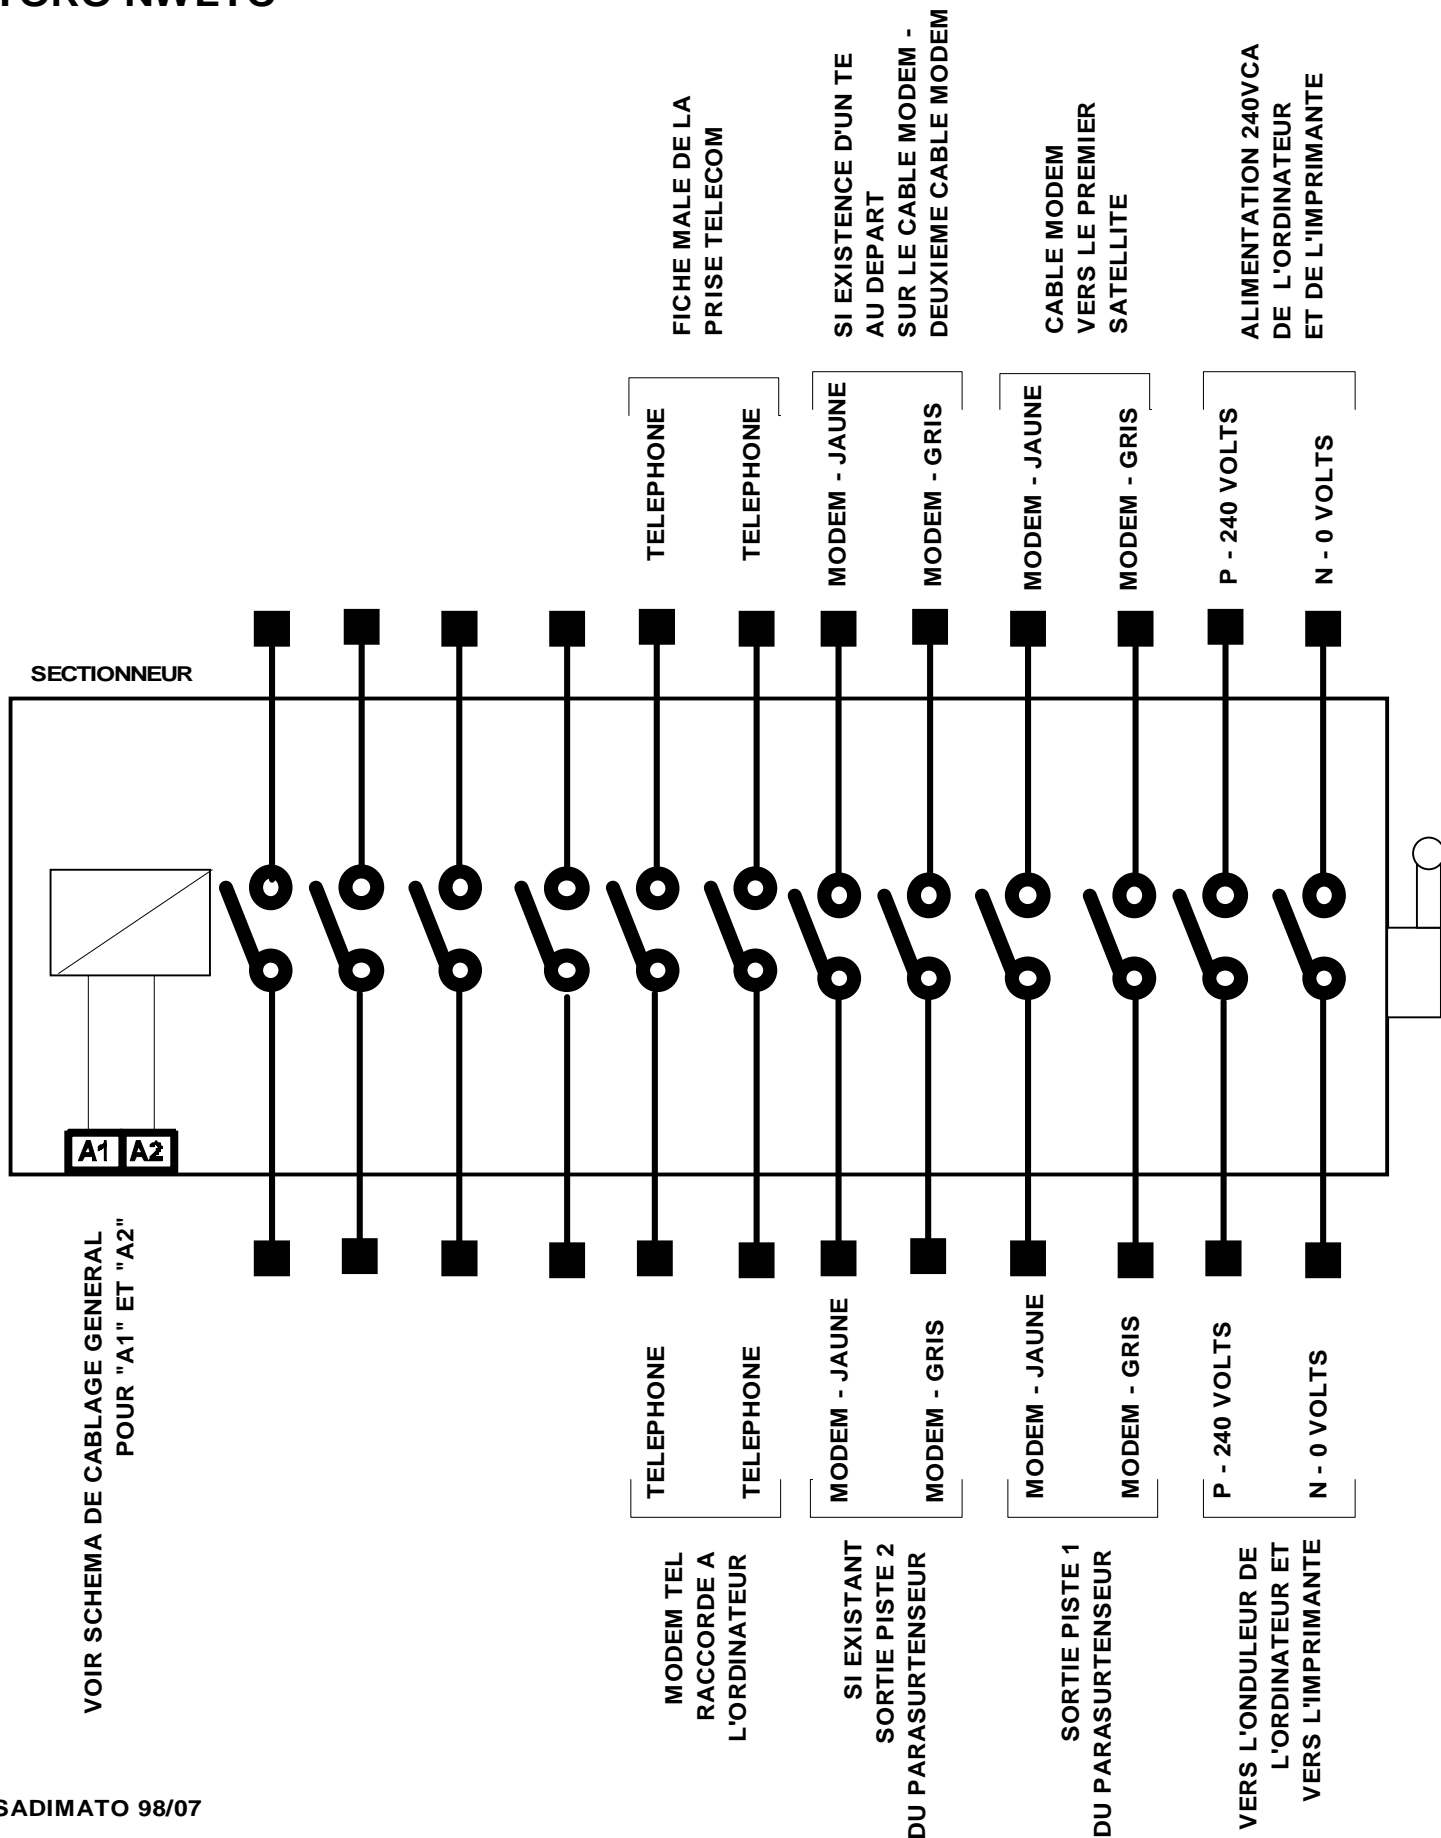 FICHE MALE DE LA
PRISE TELECOM
SI EXISTENCE D'UN TE
AU DEPART
SUR LE CABLE MODEM -
DEUXIEME CABLE MODEM
CABLE MODEM
VERS LE PREMIER
SATELLITE
ALIMENTATION 240VCA
DE L'ORDINATEUR
ET DE L'IMPRIMANTE
TELEPHONE
TELEPHONE
MODEM - JAUNE
MODEM - GRIS
MODEM - JAUNE
MODEM - GRIS
P - 240 VOLTS
N - 0 VOLTS
SECTIONNEUR
A1 A2
VOIR SCHEMA DE CABLAGE GENERAL
POUR "A1" ET "A2"
TELEPHONE
TELEPHONE
MODEM - JAUNE
MODEM - GRIS
MODEM - JAUNE
MODEM - GRIS
P - 240 VOLTS
N - 0 VOLTS
MODEM TEL
RACCORDE A
L'ORDINATEUR
SI EXISTANT
SORTIE PISTE 2
DU PARASURTENSEUR
SORTIE PISTE 1
DU PARASURTENSEUR
VERS L'ONDULEUR DE
L'ORDINATEUR ET
VERS L'IMPRIMANTE
SADIMATO 98/07